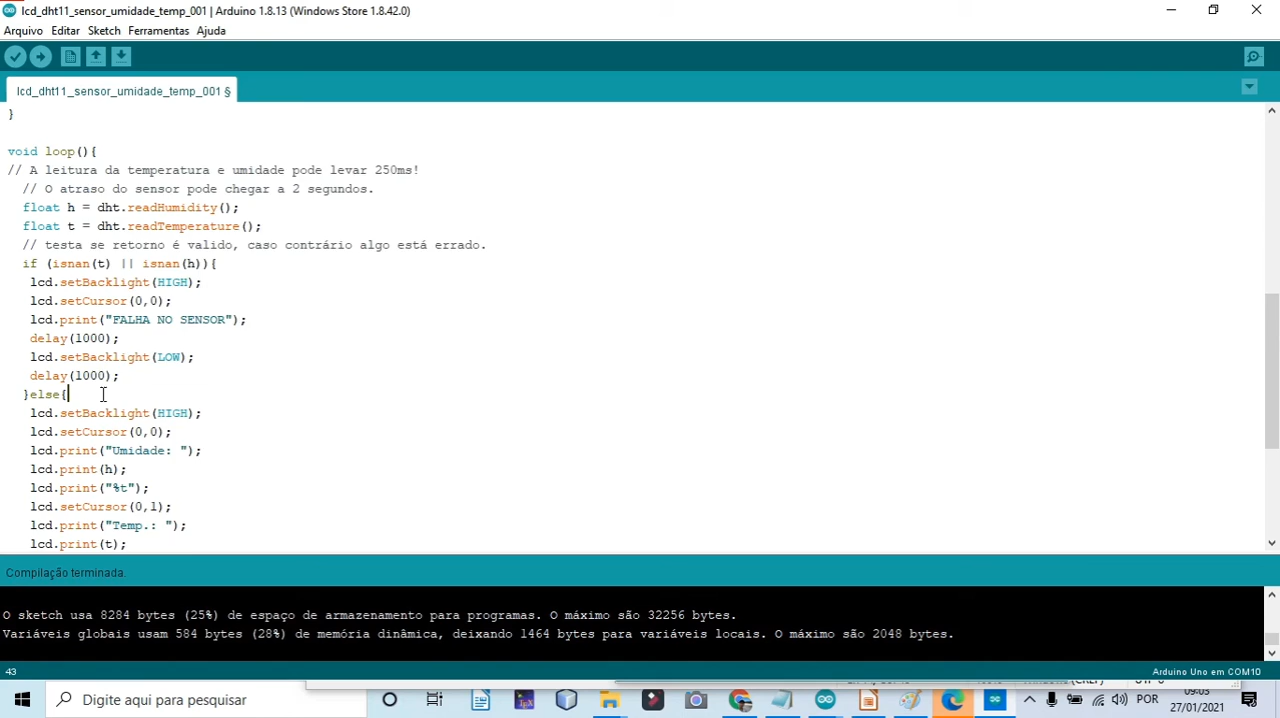 lcd_dht11_sensor_umidade_temp_001 | Arduino 1.8.13 (Windows Store 1.8.42.0)
Arquivo Editar Sketch Ferramentas Ajuda
lcd_dht11_sensor_umidade_temp_001 §
}
void loop(){
// A leitura da temperatura e umidade pode levar 250ms!
// O atraso do sensor pode chegar a 2 segundos.
float h = dht.readHumidity();
float t = dht.readTemperature();
// testa se retorno é valido, caso contrário algo está errado.
if (isnan(t) || isnan(h)){
lcd.setBacklight(HIGH);
lcd.setCursor(0,0);
lcd.print("FALHA NO SENSOR");
delay(1000);
lcd.setBacklight(LOW);
delay(1000);
}else{
lcd.setBacklight(HIGH);
lcd.setCursor(0,0);
lcd.print("Umidade: ");
lcd.print(h);
lcd.print("%t");
lcd.setCursor(0,1);
lcd.print("Temp.: ");
lcd.print(t);
Compilação terminada.
O sketch usa 8284 bytes (25%) de espaço de armazenamento para programas. O máximo são 32256 bytes.
Variáveis globais usam 584 bytes (28%) de memória dinâmica, deixando 1464 bytes para variáveis locais. O máximo são 2048 bytes.
43 Arduino Uno em COM10
Digite aqui para pesquisar
POR
09:03
27/01/2021